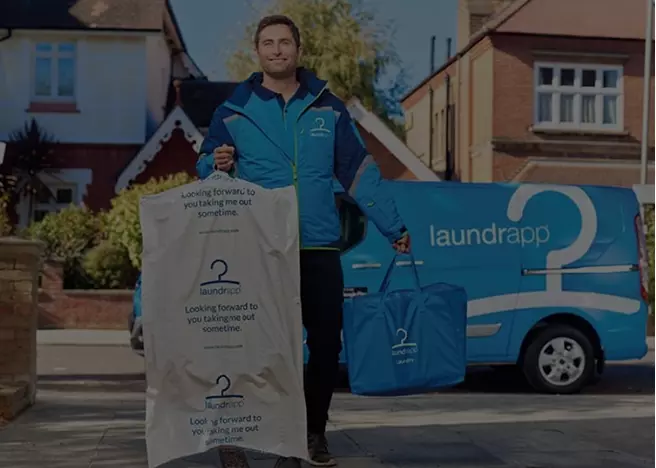 Looking forward to
you taking me out
sometime.
laundrapp
Looking forward to
you taking me out
sometime.
laundrapp
Looking forward to
you taking me out
sometime.
laundrapp
laundrapp
laundrapp